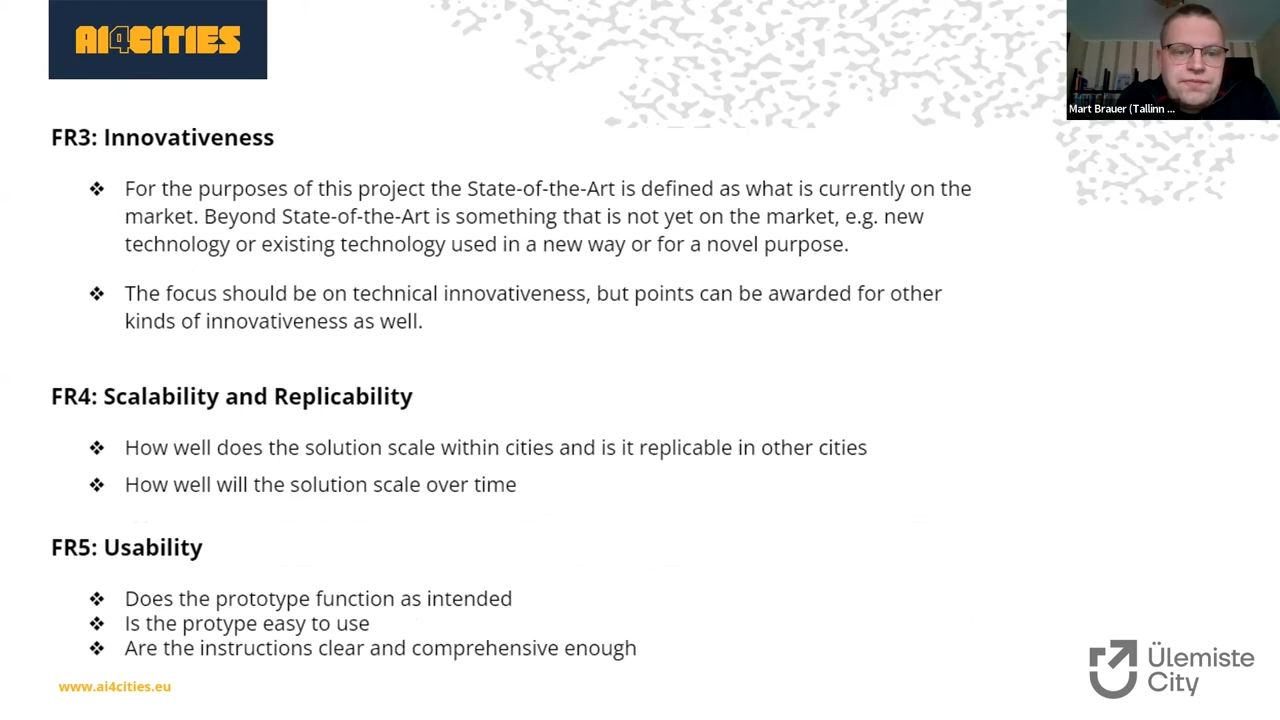 AI4CITIES
Mart Brauer (Tallinn ...
FR3: Innovativeness
❖ For the purposes of this project the State-of-the-Art is defined as what is currently on the
market. Beyond State-of-the-Art is something that is not yet on the market, e.g. new
technology or existing technology used in a new way or for a novel purpose.
❖ The focus should be on technical innovativeness, but points can be awarded for other
kinds of innovativeness as well.
FR4: Scalability and Replicability
❖ How well does the solution scale within cities and is it replicable in other cities
❖ How well will the solution scale over time
FR5: Usability
❖ Does the prototype function as intended
❖ Is the protype easy to use
❖ Are the instructions clear and comprehensive enough
www.ai4cities.eu
Ülemiste
City